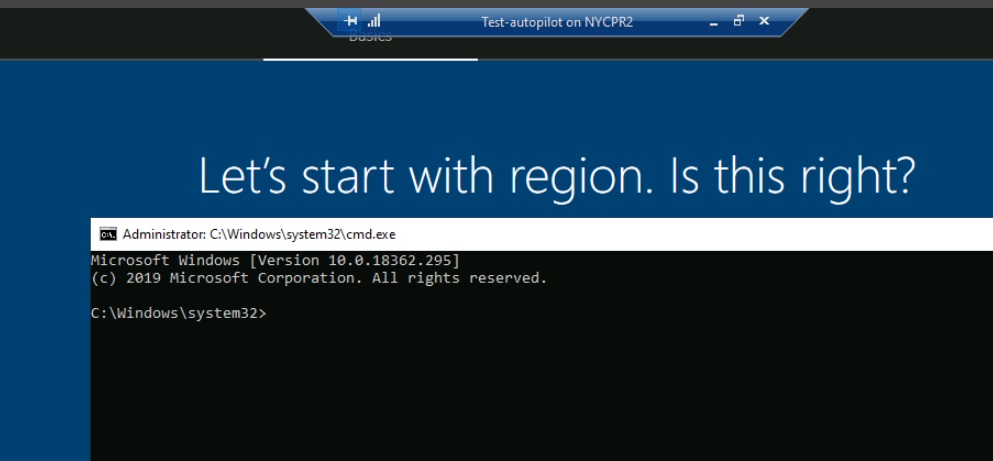 Test-autopilot on NYCPR2
Basics
Let's start with region. Is this right?
Administrator: C:\Windows\system32\cmd.exe
Microsoft Windows [Version 10.0.18362.295]
(c) 2019 Microsoft Corporation. All rights reserved.
C:\Windows\system32>